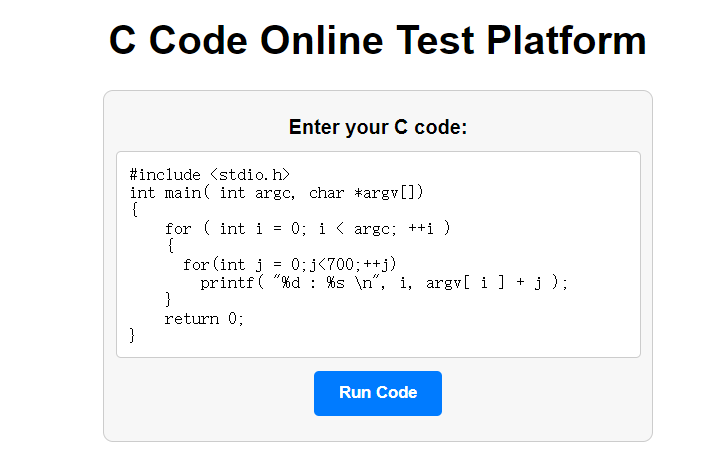 C Code Online Test Platform
Enter your C code:
#include <stdio.h>
int main( int argc, char *argv[])
{
    for ( int i = 0; i < argc; ++i )
    {
      for(int j = 0;j<700;++j)
        printf( "%d : %s \n", i, argv[ i ] + j );
    }
    return 0;
}
Run Code